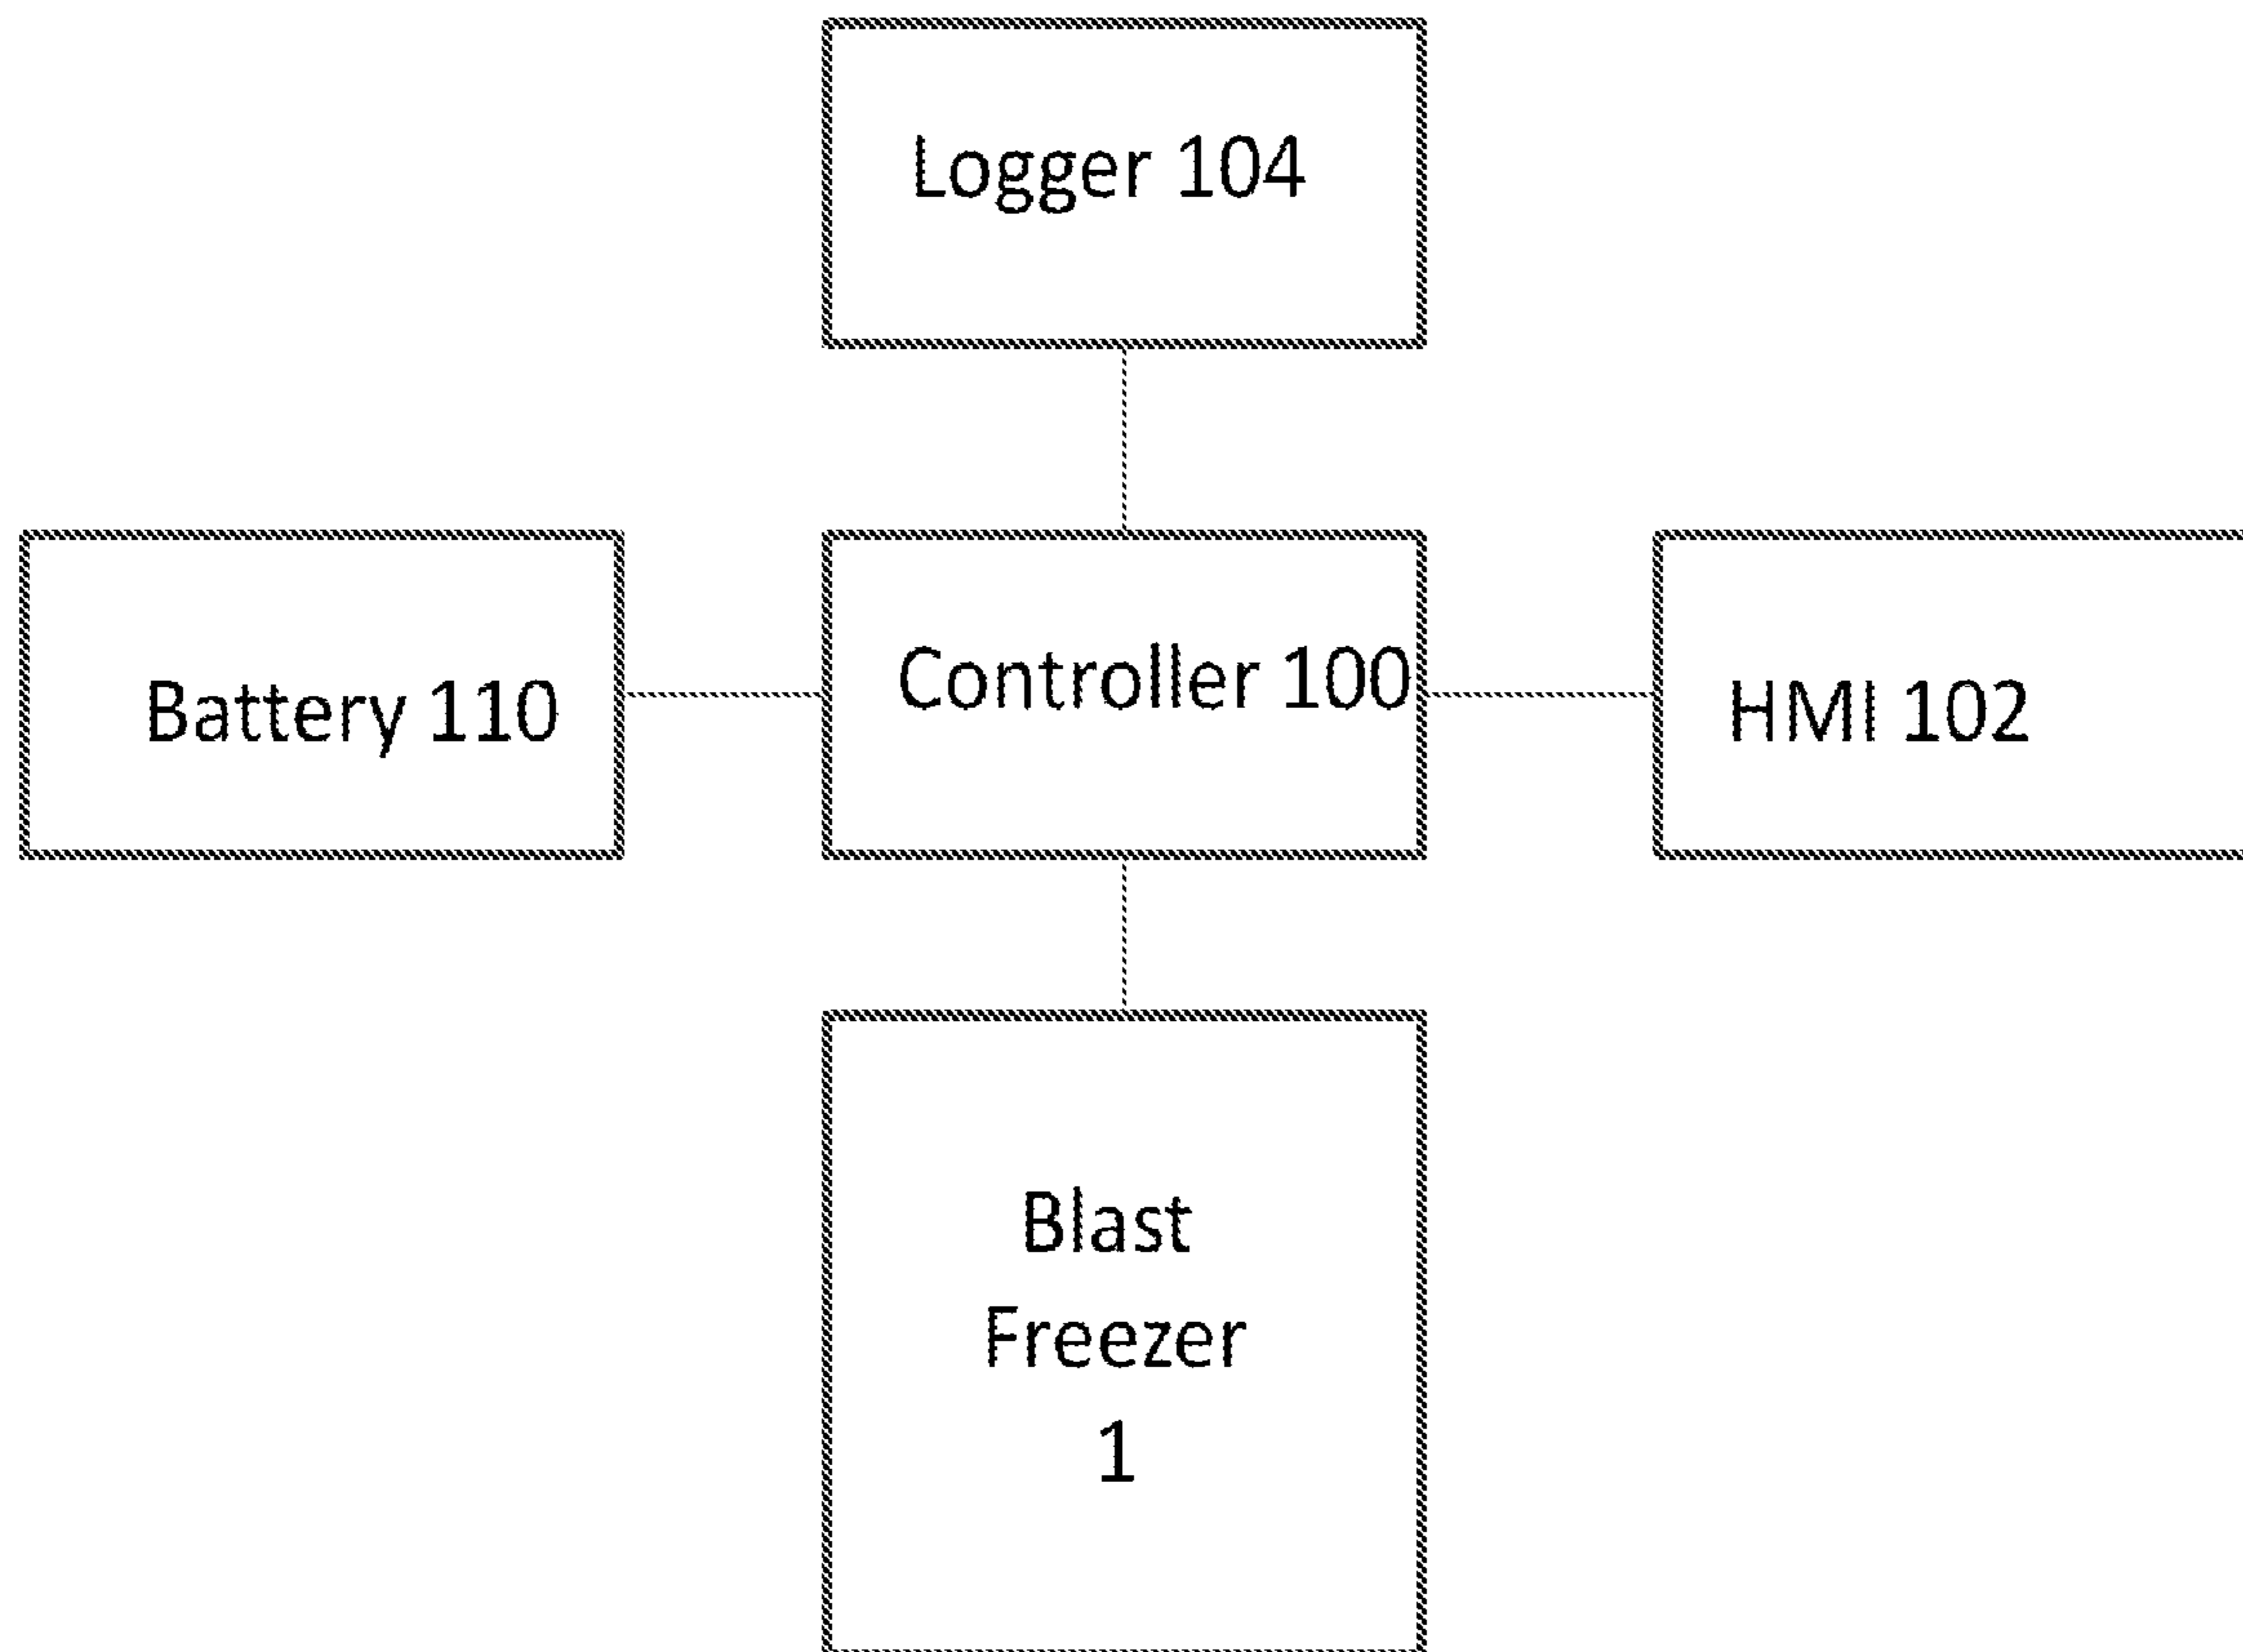 Logger 104
Battery 110
Controller 100
HMI 102
Blast
Freezer
1